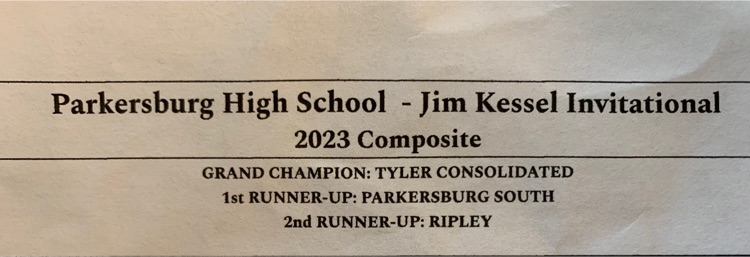 Parkersburg High School - Jim Kessel Invitational
2023 Composite
GRAND CHAMPION: TYLER CONSOLIDATED
1st RUNNER-UP: PARKERSBURG SOUTH
2nd RUNNER-UP: RIPLEY